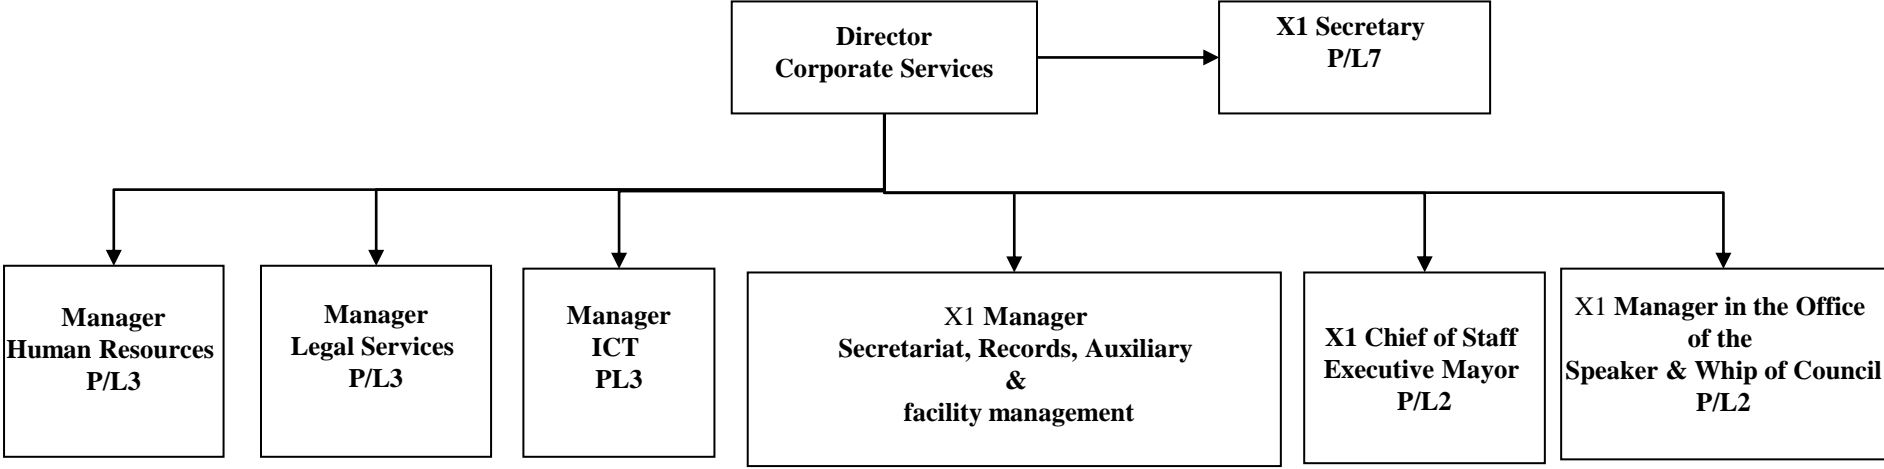 Director
Corporate Services
X1 Secretary
P/L7
Manager
Human Resources
P/L3
Manager
Legal Services
P/L3
Manager
ICT
PL3
X1 Manager
Secretariat, Records, Auxiliary
&
facility management
X1 Chief of Staff
Executive Mayor
P/L2
X1 Manager in the Office
of the
Speaker & Whip of Council
P/L2